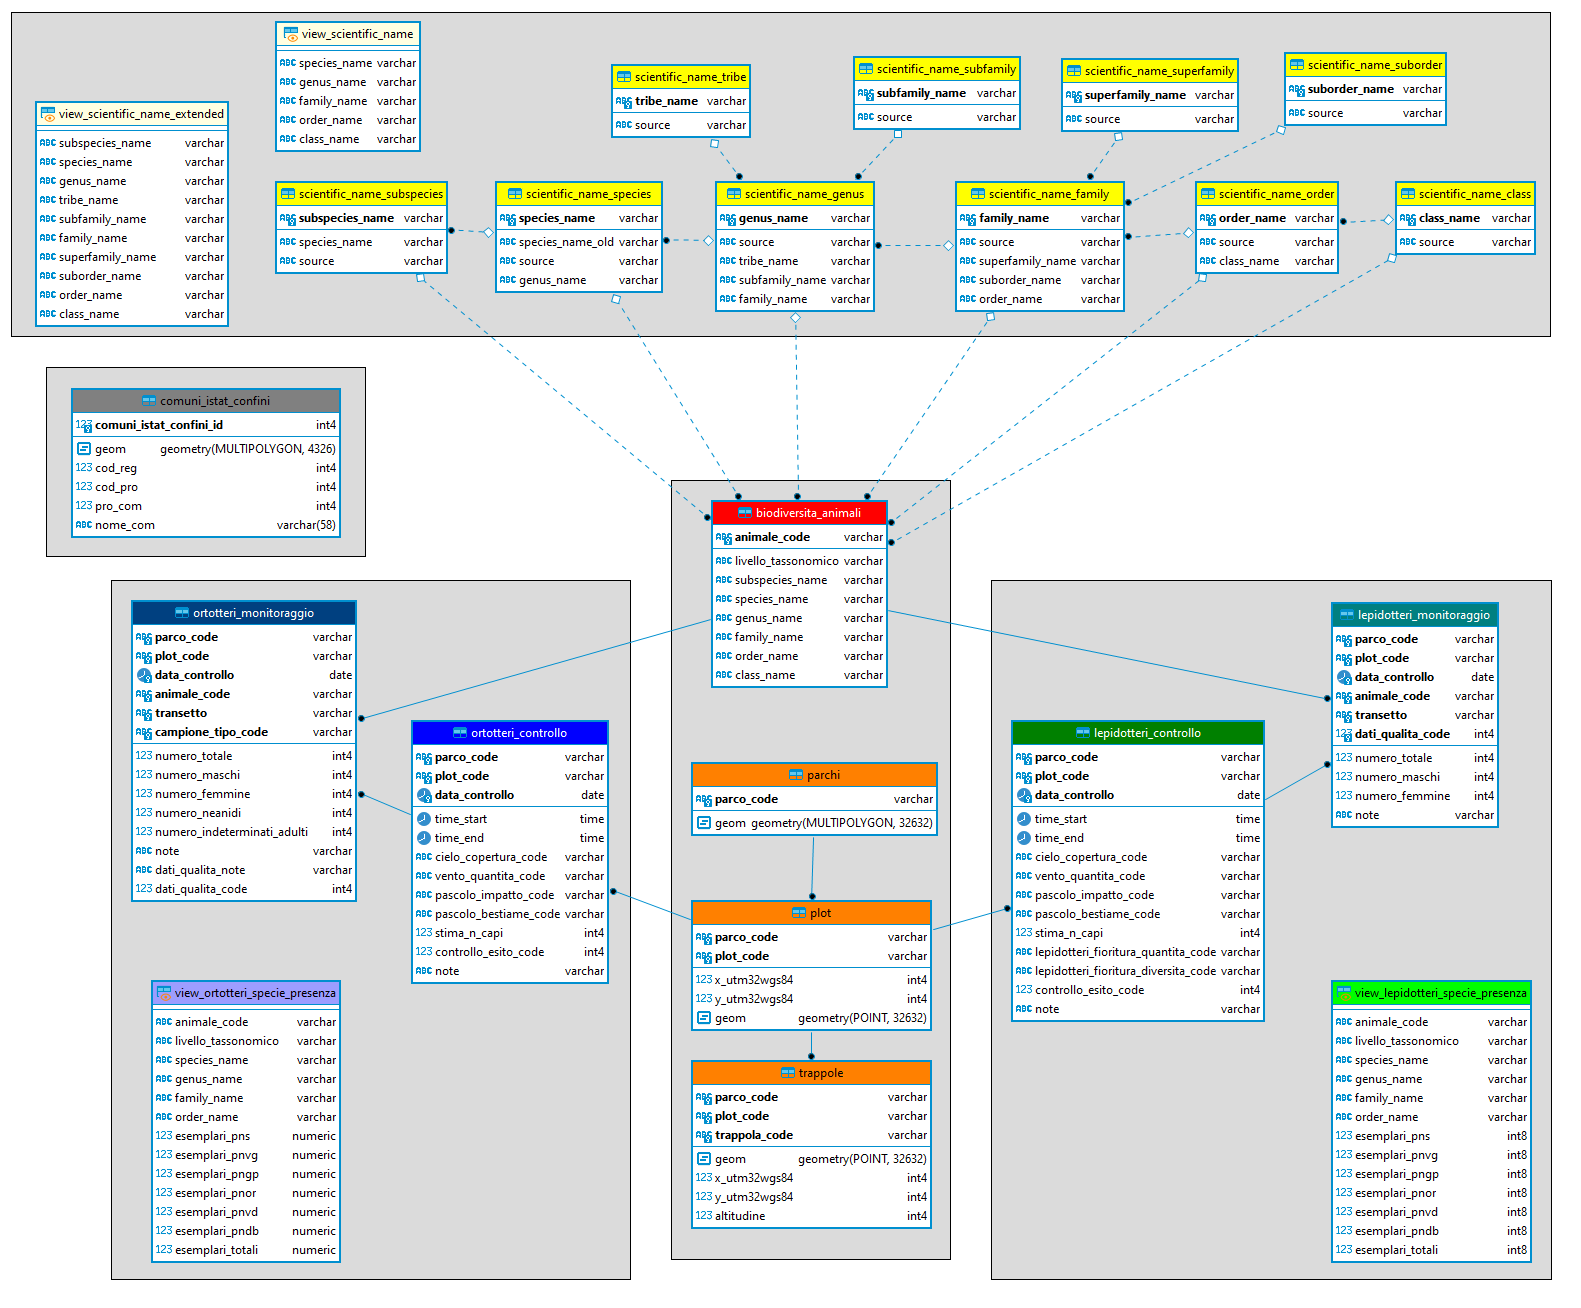 view_scientific_name
species_name varchar
genus_name varchar
family_name varchar
order_name varchar
class_name varchar
view_scientific_name_extended
subspecies_name varchar
species_name varchar
genus_name varchar
tribe_name varchar
subfamily_name varchar
family_name varchar
superfamily_name varchar
suborder_name varchar
order_name varchar
class_name varchar
scientific_name_tribe
tribe_name varchar
source varchar
scientific_name_subfamily
subfamily_name varchar
source varchar
scientific_name_superfamily
superfamily_name varchar
source varchar
scientific_name_suborder
suborder_name varchar
source varchar
scientific_name_subspecies
subspecies_name varchar
species_name varchar
source varchar
scientific_name_species
species_name varchar
species_name_old varchar
source varchar
genus_name varchar
scientific_name_genus
genus_name varchar
source varchar
tribe_name varchar
subfamily_name varchar
family_name varchar
scientific_name_family
family_name varchar
source varchar
superfamily_name varchar
suborder_name varchar
order_name varchar
scientific_name_order
order_name varchar
source varchar
class_name varchar
scientific_name_class
class_name varchar
source varchar
comuni_istat_confini
comuni_istat_confini_id int4
geom geometry(MULTIPOLYGON, 4326)
cod_reg int4
cod_pro int4
pro_com int4
nome_com varchar(58)
biodiversita_animali
animale_code varchar
livello_tassonomico varchar
subspecies_name varchar
species_name varchar
genus_name varchar
family_name varchar
order_name varchar
class_name varchar
ortotteri_monitoraggio
parco_code varchar
plot_code varchar
data_controllo date
animale_code varchar
transetto varchar
campione_tipo_code varchar
numero_totale int4
numero_maschi int4
numero_femmine int4
numero_neanidi int4
numero_indeterminati_adulti int4
note varchar
dati_qualita_note varchar
dati_qualita_code int4
ortotteri_controllo
parco_code varchar
plot_code varchar
data_controllo date
time_start time
time_end time
cielo_copertura_code varchar
vento_quantita_code varchar
pascolo_impatto_code varchar
pascolo_bestiame_code varchar
stima_n_capi int4
controllo_esito_code int4
note varchar
view_ortotteri_specie_presenza
animale_code varchar
livello_tassonomico varchar
species_name varchar
genus_name varchar
family_name varchar
order_name varchar
esemplari_pns numeric
esemplari_pnvg numeric
esemplari_pngp numeric
esemplari_pnor numeric
esemplari_pnvd numeric
esemplari_pndb numeric
esemplari_totali numeric
parchi
parco_code varchar
geom geometry(MULTIPOLYGON, 32632)
plot
parco_code varchar
plot_code varchar
x_utm32wgs84 int4
y_utm32wgs84 int4
geom geometry(POINT, 32632)
trappole
parco_code varchar
plot_code varchar
trappola_code varchar
geom geometry(POINT, 32632)
x_utm32wgs84 int4
y_utm32wgs84 int4
altitudine int4
lepidotteri_controllo
parco_code varchar
plot_code varchar
data_controllo date
time_start time
time_end time
cielo_copertura_code varchar
vento_quantita_code varchar
pascolo_impatto_code varchar
pascolo_bestiame_code varchar
stima_n_capi int4
lepidotteri_fioritura_quantita_code varchar
lepidotteri_fioritura_diversita_code varchar
controllo_esito_code int4
note varchar
lepidotteri_monitoraggio
parco_code varchar
plot_code varchar
data_controllo date
animale_code varchar
transetto varchar
dati_qualita_code int4
numero_totale int4
numero_maschi int4
numero_femmine int4
note varchar
view_lepidotteri_specie_presenza
animale_code varchar
livello_tassonomico varchar
species_name varchar
genus_name varchar
family_name varchar
order_name varchar
esemplari_pns int8
esemplari_pnvg int8
esemplari_pngp int8
esemplari_pnor int8
esemplari_pnvd int8
esemplari_pndb int8
esemplari_totali int8